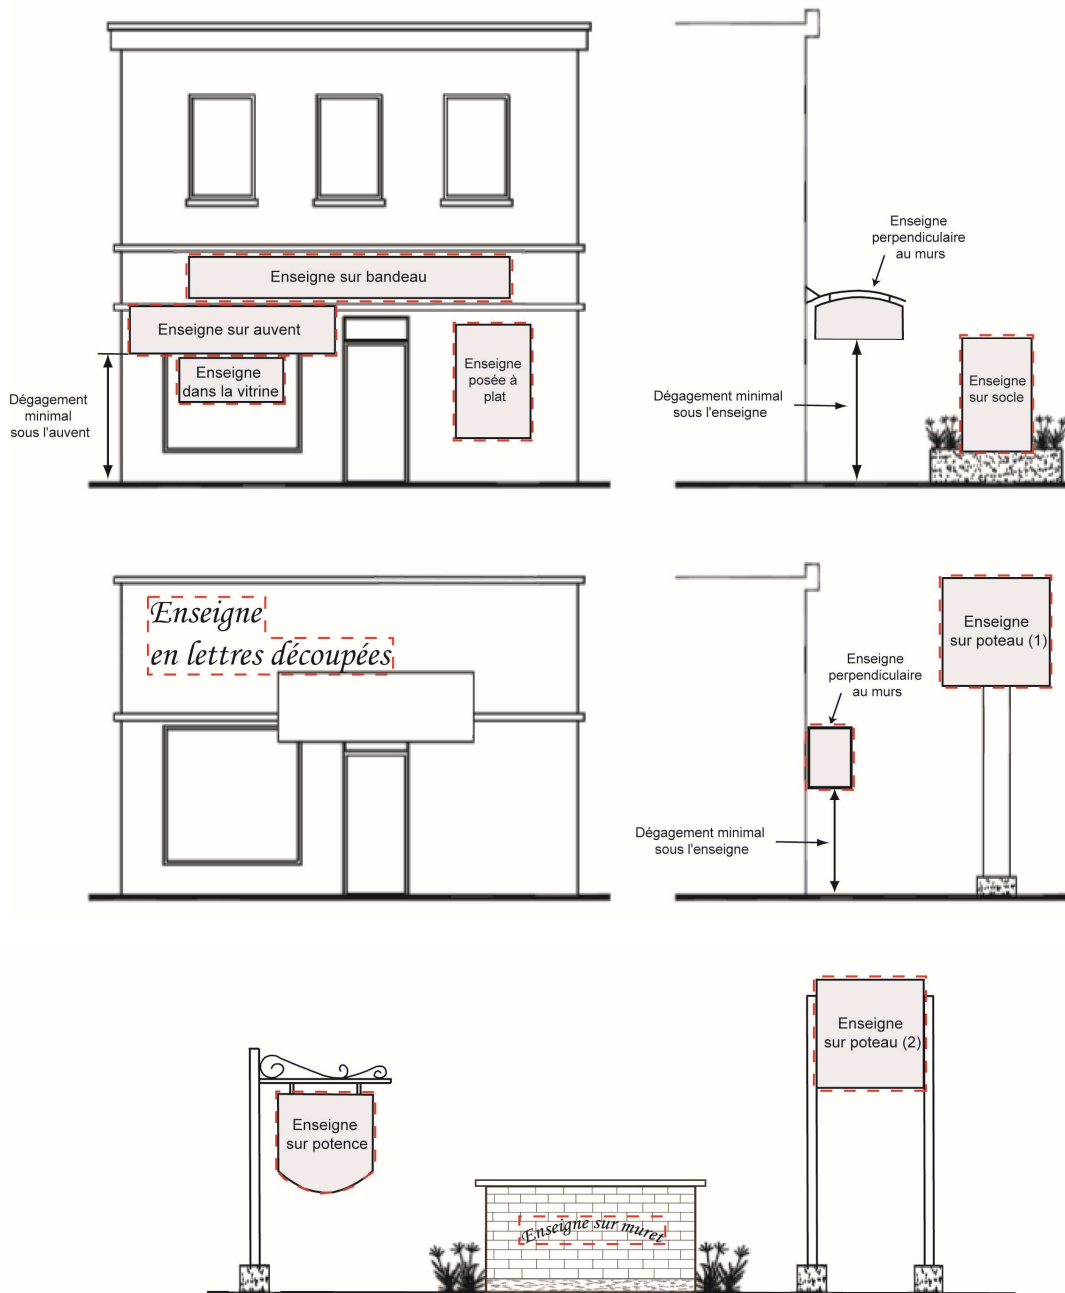 Enseigne sur bandeau
Enseigne sur auvent
Enseigne
dans la vitrine
Enseigne
posée à
plat
Dégagement
minimal
sous l'auvent
Enseigne
perpendiculaire
au murs
Dégagement minimal
sous l'enseigne
Enseigne
sur socle
Enseigne
en lettres découpées
Enseigne
perpendiculaire
au murs
Dégagement minimal
sous l'enseigne
Enseigne
sur poteau (1)
Enseigne
sur potence
Enseigne sur muret
Enseigne
sur poteau (2)